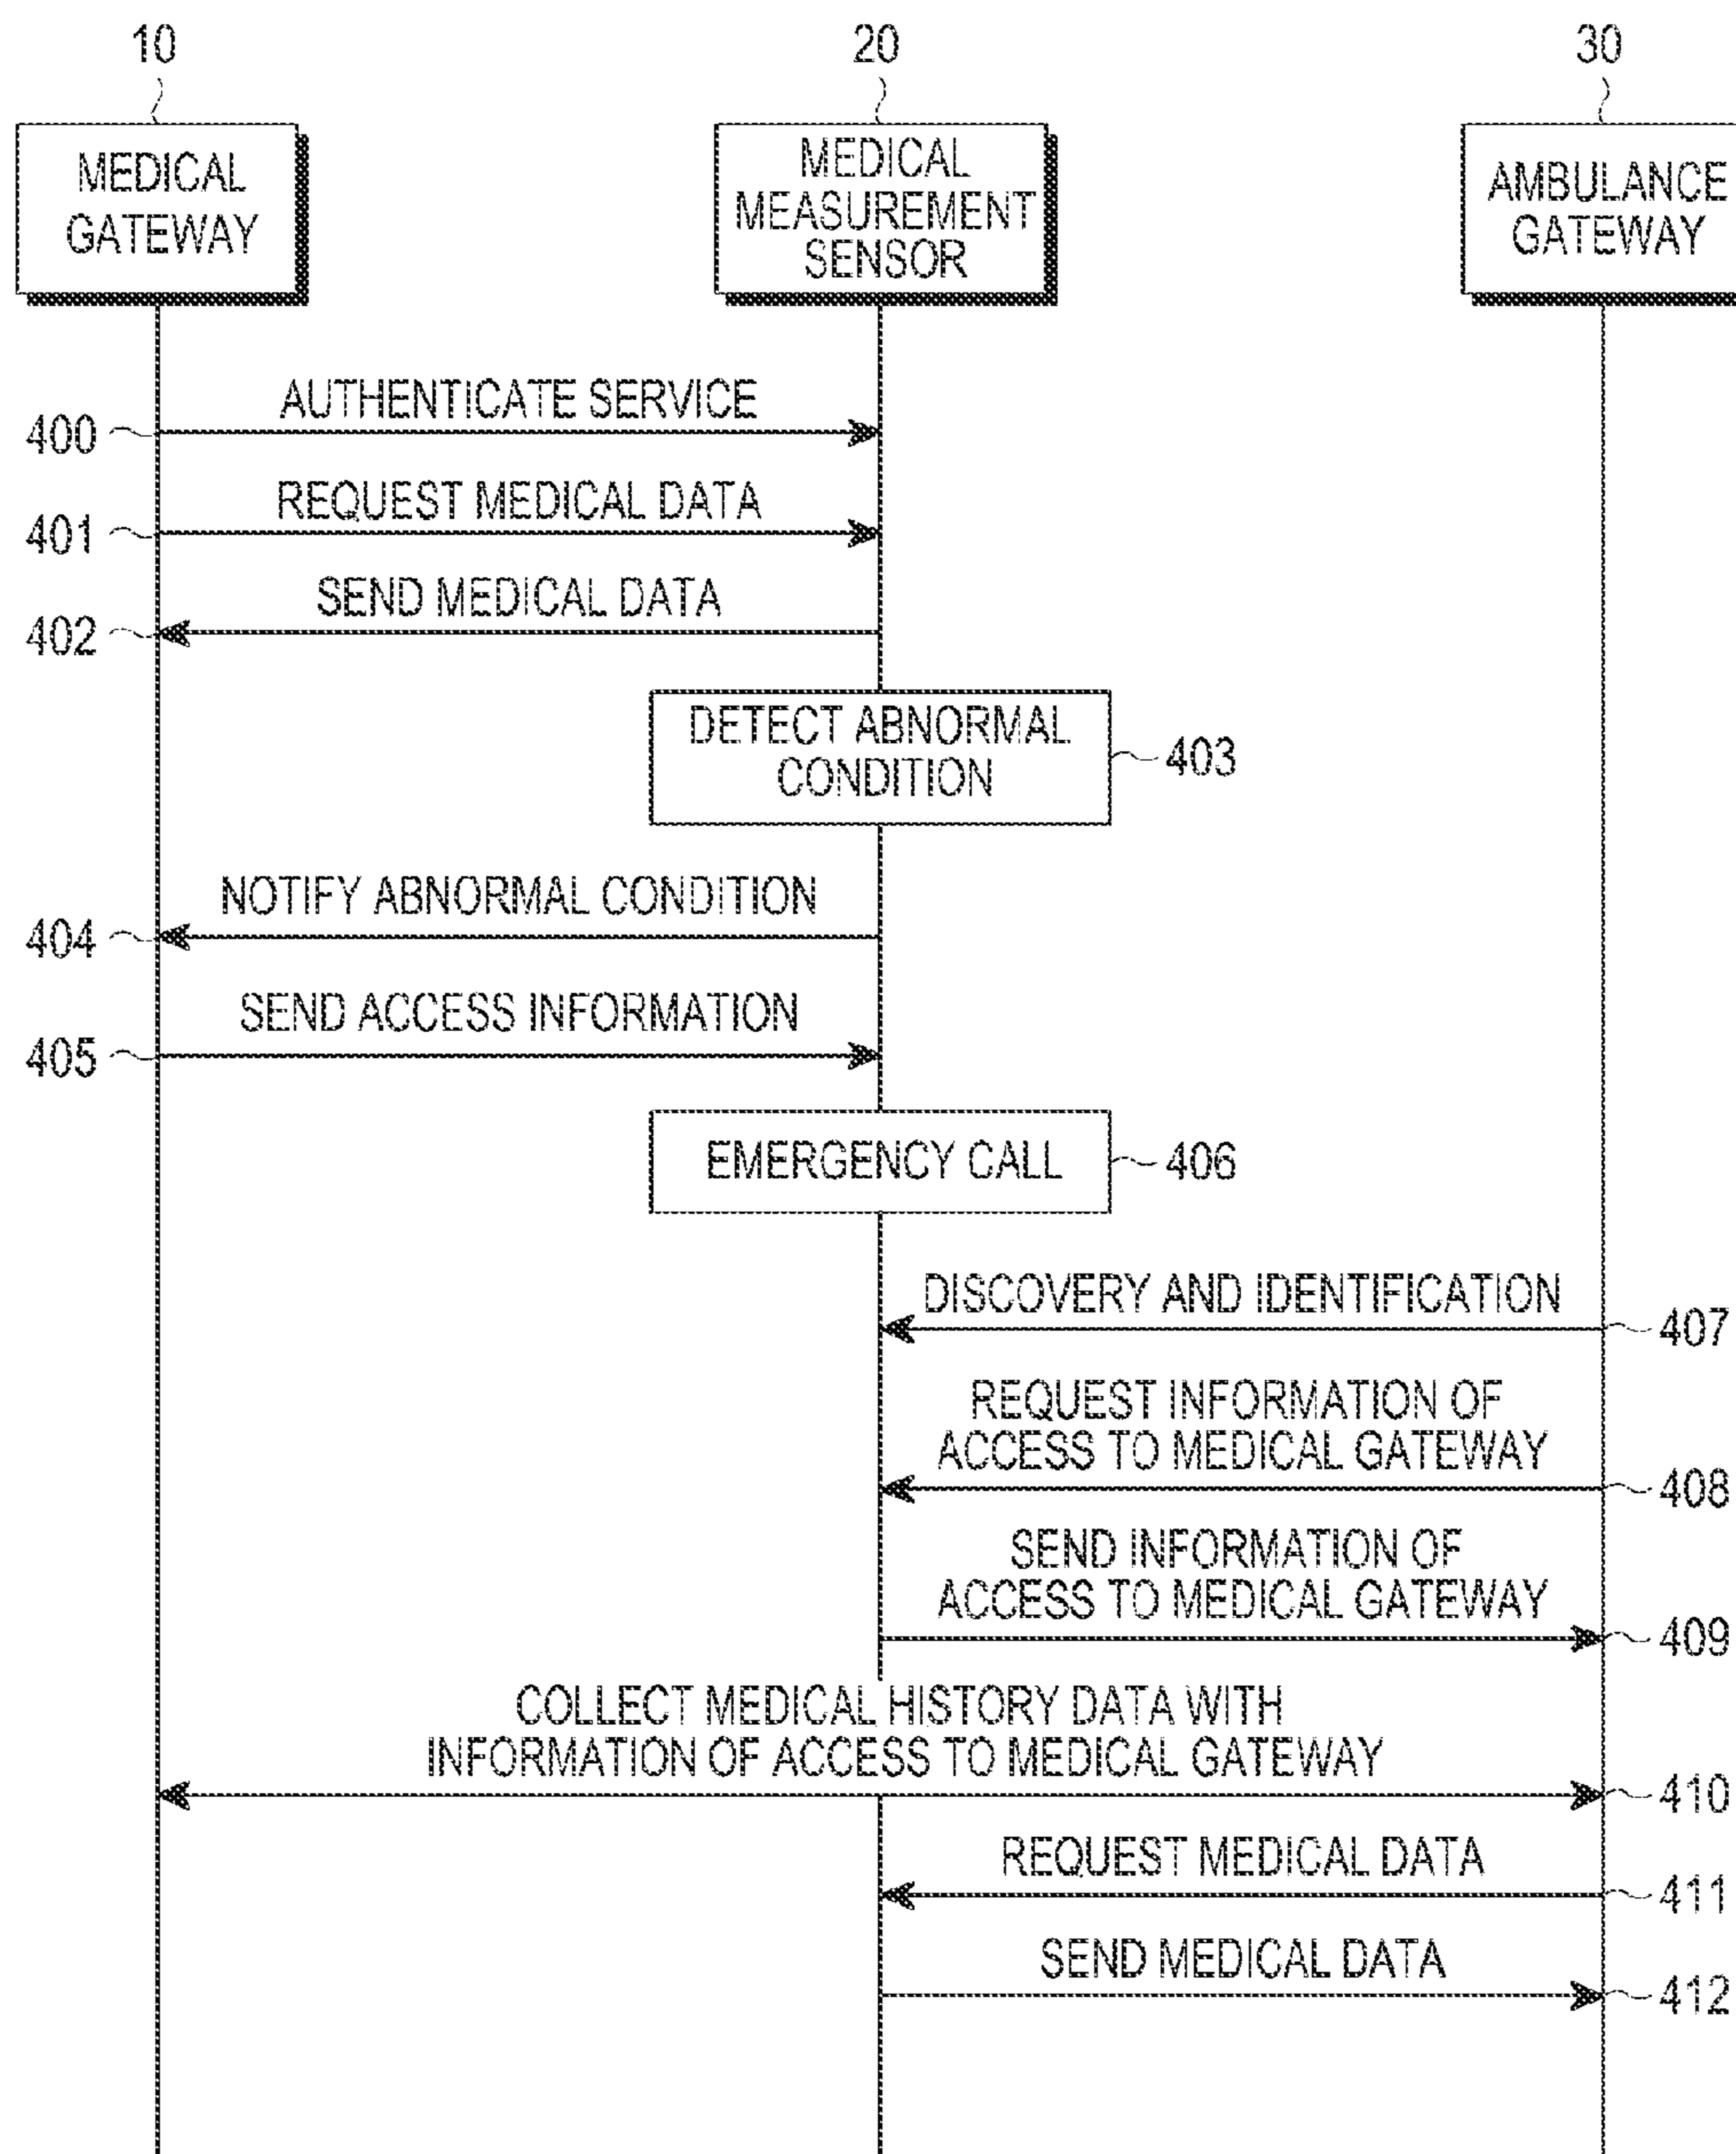 10
20
30
MEDICAL
GATEWAY
MEDICAL
MEASUREMENT
SENSOR
AMBULANCE
GATEWAY
AUTHENTICATE SERVICE
400
REQUEST MEDICAL DATA
401
SEND MEDICAL DATA
402
DETECT ABNORMAL
CONDITION
403
NOTIFY ABNORMAL CONDITION
404
SEND ACCESS INFORMATION
405
EMERGENCY CALL
406
DISCOVERY AND IDENTIFICATION
407
REQUEST INFORMATION OF
ACCESS TO MEDICAL GATEWAY
408
SEND INFORMATION OF
ACCESS TO MEDICAL GATEWAY
409
COLLECT MEDICAL HISTORY DATA WITH
INFORMATION OF ACCESS TO MEDICAL GATEWAY
410
REQUEST MEDICAL DATA
411
SEND MEDICAL DATA
412